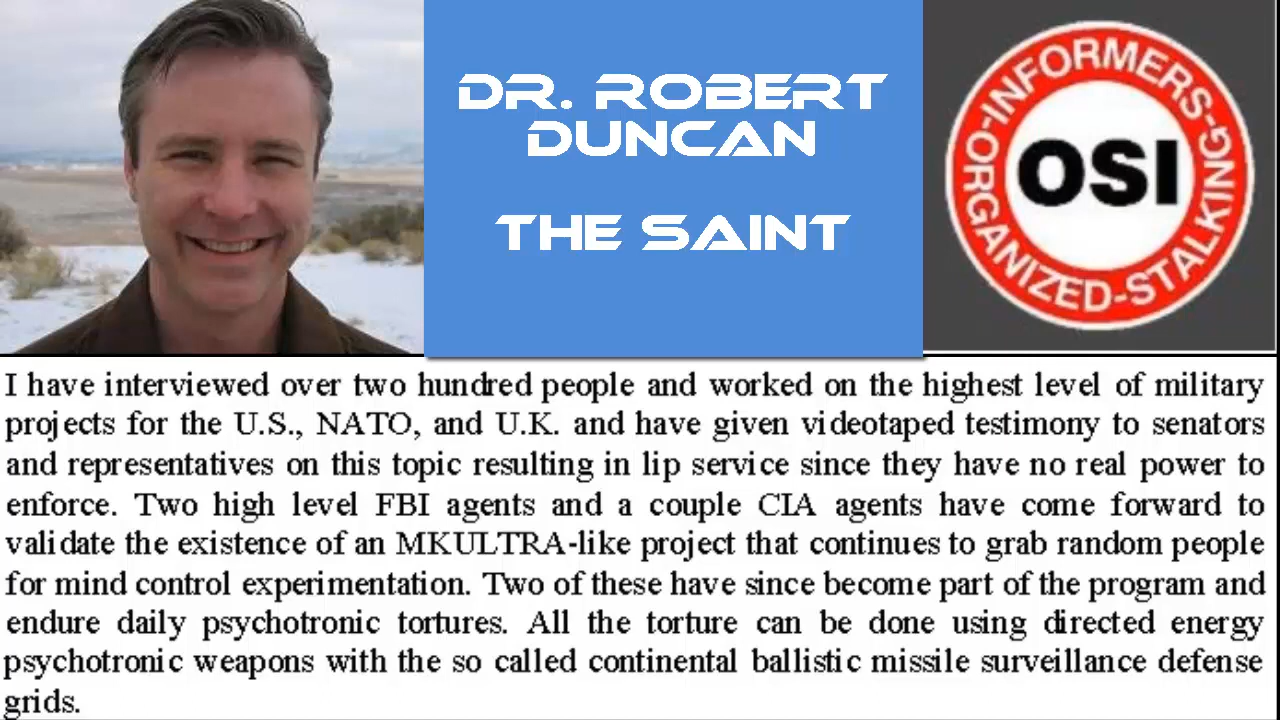 DR. ROBERT
DUNCAN
THE SAINT
ORGANIZED-STALKING-INFORMERS-
OSI
I have interviewed over two hundred people and worked on the highest level of military
projects for the U.S., NATO, and U.K. and have given videotaped testimony to senators
and representatives on this topic resulting in lip service since they have no real power to
enforce. Two high level FBI agents and a couple CIA agents have come forward to
validate the existence of an MKULTRA-like project that continues to grab random people
for mind control experimentation. Two of these have since become part of the program and
endure daily psychotronic tortures. All the torture can be done using directed energy
psychotronic weapons with the so called continental ballistic missile surveillance defense
grids.